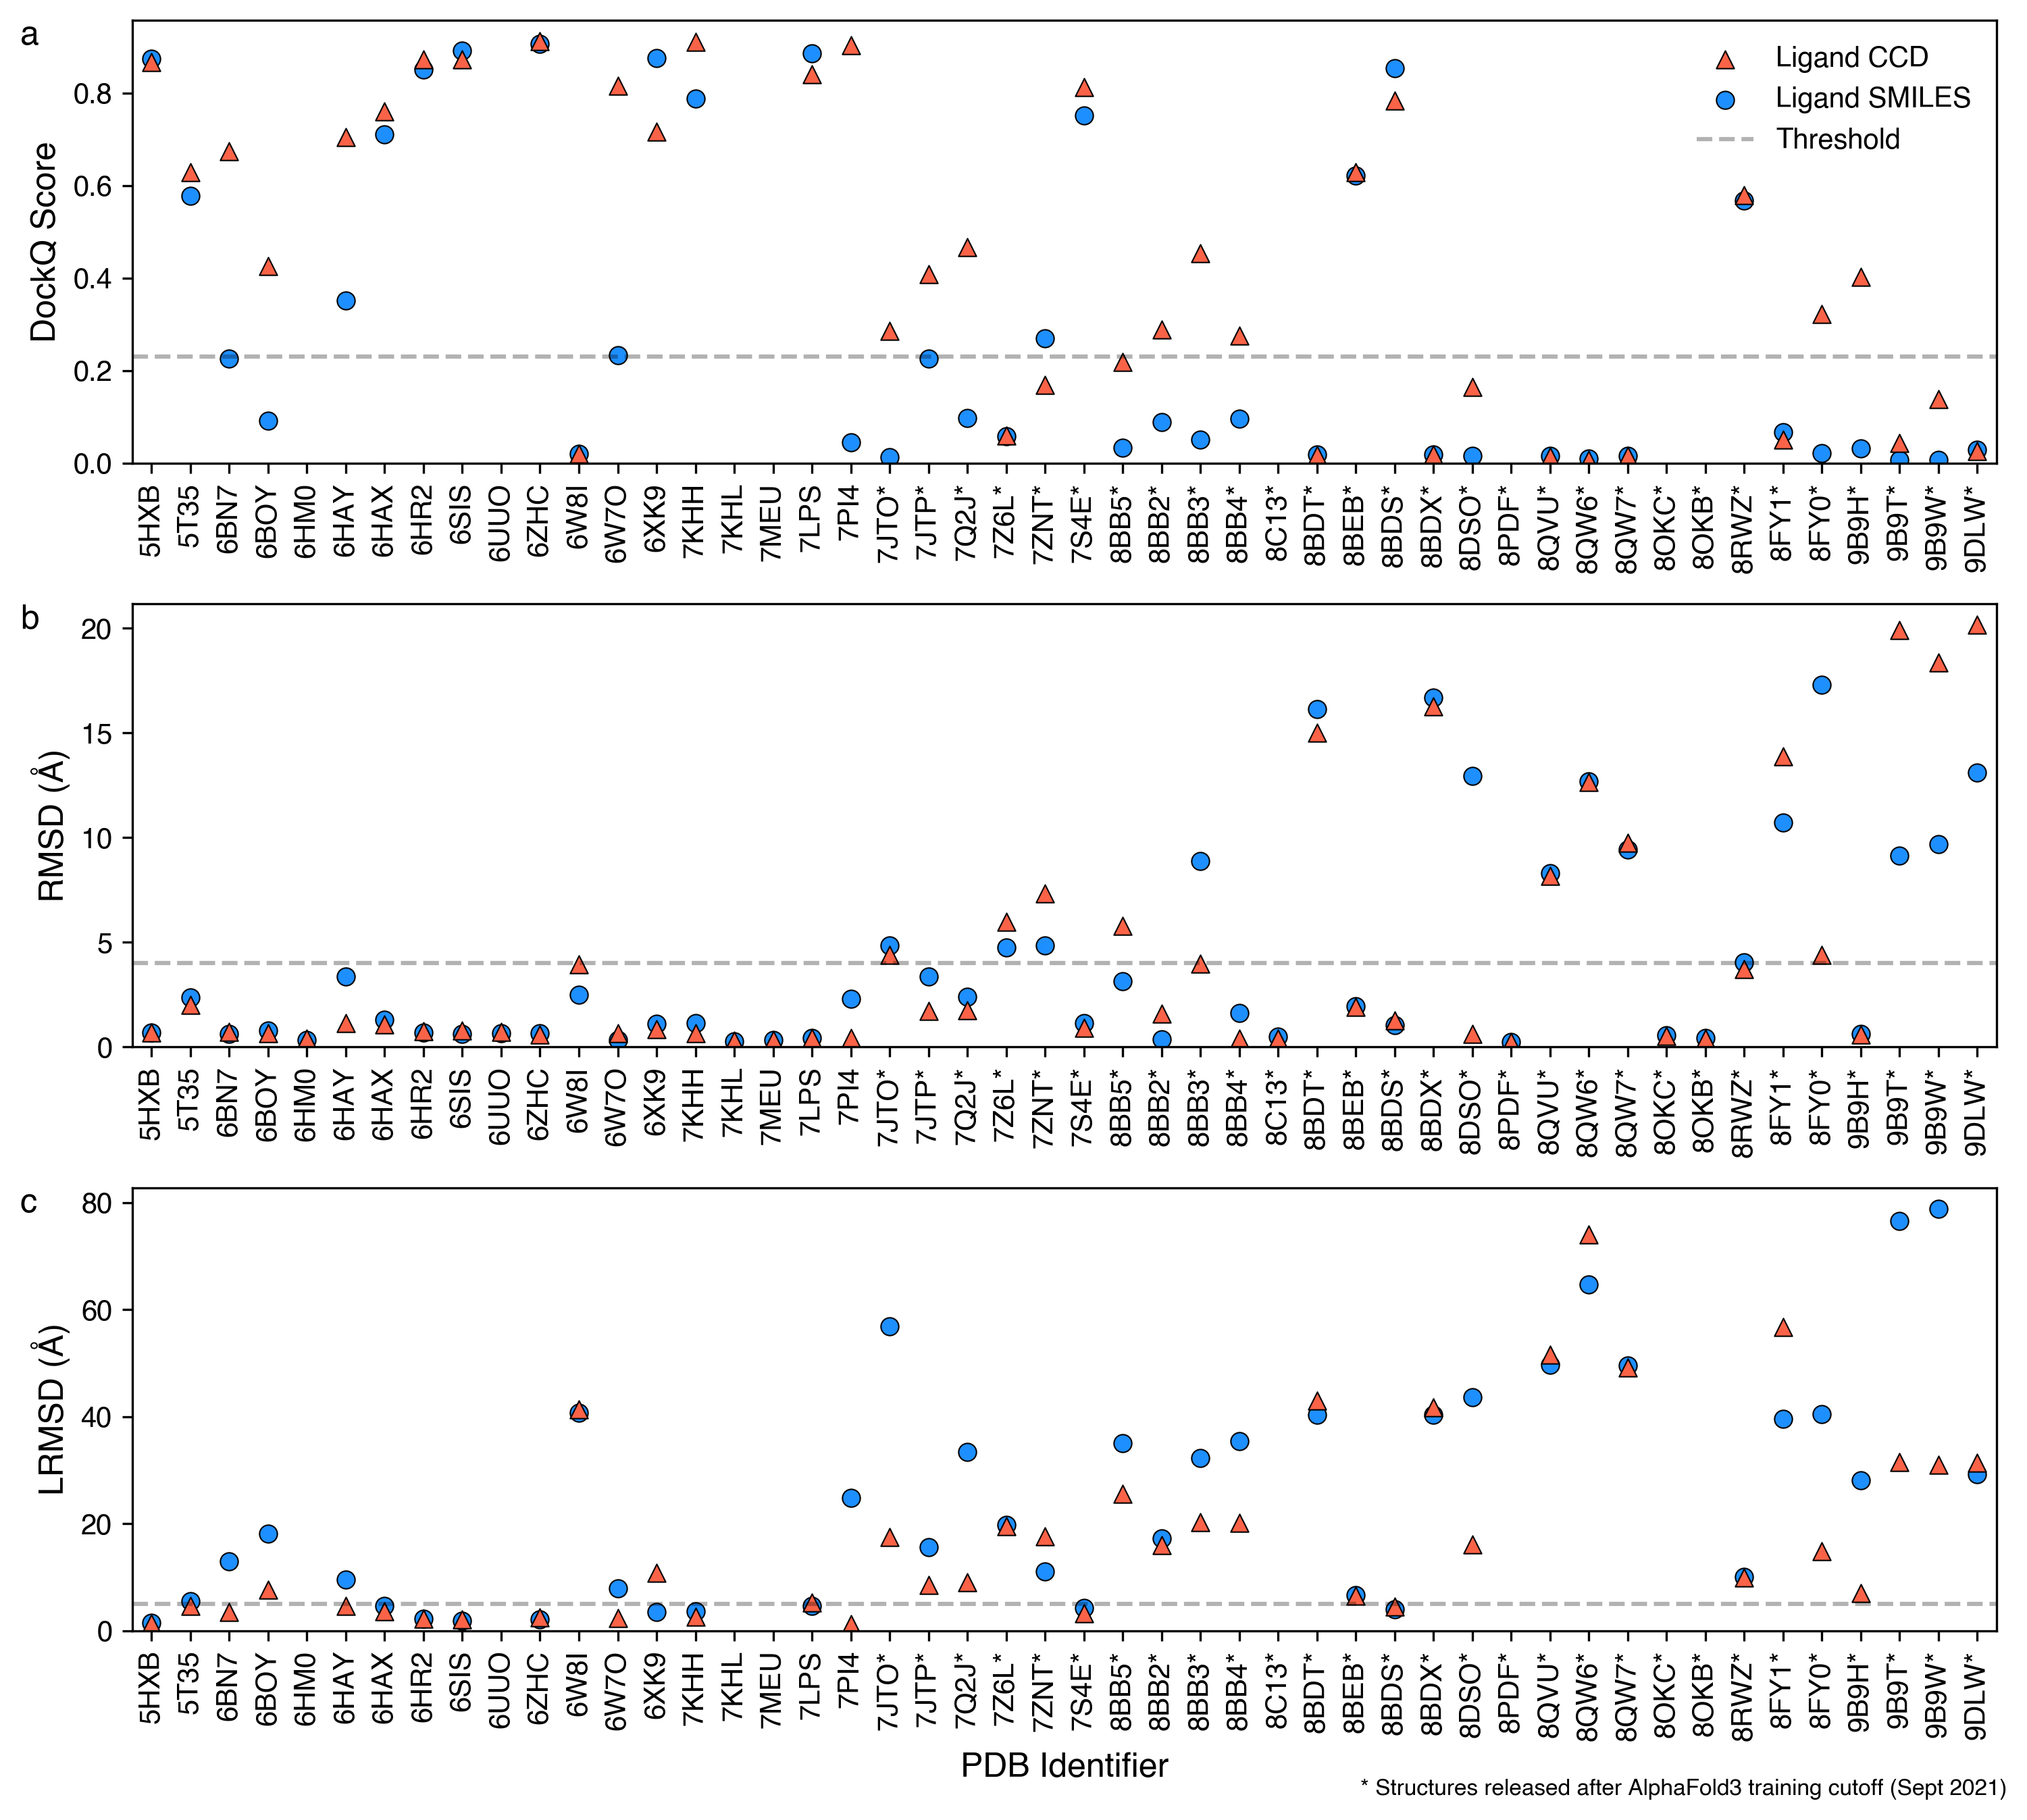 a
DockQ Score
0.8
0.6
0.4
0.2
0.0
Ligand CCD
Ligand SMILES
Threshold
5HXB 5T35 6BN7 6BOY 6HM0 6HAY 6HAX 6HR2 6SIS 6UUO 6ZHC 6W8I 6W7O 6XK9 7KHH 7KHL 7MEU 7LPS 7PI4 7JTO* 7JTP* 7Q2J* 7Z6L* 7ZNT* 7S4E* 8BB5* 8BB2* 8BB3* 8BB4* 8C13* 8BDT* 8BEB* 8BDS* 8BDX* 8DSO* 8PDF* 8QVU* 8QW6* 8QW7* 8OKC* 8OKB* 8RWZ* 8FY1* 8FY0* 9B9H* 9B9T* 9B9W* 9DLW*
b
RMSD (Å)
20
15
10
5
0
5HXB 5T35 6BN7 6BOY 6HM0 6HAY 6HAX 6HR2 6SIS 6UUO 6ZHC 6W8I 6W7O 6XK9 7KHH 7KHL 7MEU 7LPS 7PI4 7JTO* 7JTP* 7Q2J* 7Z6L* 7ZNT* 7S4E* 8BB5* 8BB2* 8BB3* 8BB4* 8C13* 8BDT* 8BEB* 8BDS* 8BDX* 8DSO* 8PDF* 8QVU* 8QW6* 8QW7* 8OKC* 8OKB* 8RWZ* 8FY1* 8FY0* 9B9H* 9B9T* 9B9W* 9DLW*
c
LRMSD (Å)
80
60
40
20
0
5HXB 5T35 6BN7 6BOY 6HM0 6HAY 6HAX 6HR2 6SIS 6UUO 6ZHC 6W8I 6W7O 6XK9 7KHH 7KHL 7MEU 7LPS 7PI4 7JTO* 7JTP* 7Q2J* 7Z6L* 7ZNT* 7S4E* 8BB5* 8BB2* 8BB3* 8BB4* 8C13* 8BDT* 8BEB* 8BDS* 8BDX* 8DSO* 8PDF* 8QVU* 8QW6* 8QW7* 8OKC* 8OKB* 8RWZ* 8FY1* 8FY0* 9B9H* 9B9T* 9B9W* 9DLW*
PDB Identifier
* Structures released after AlphaFold3 training cutoff (Sept 2021)